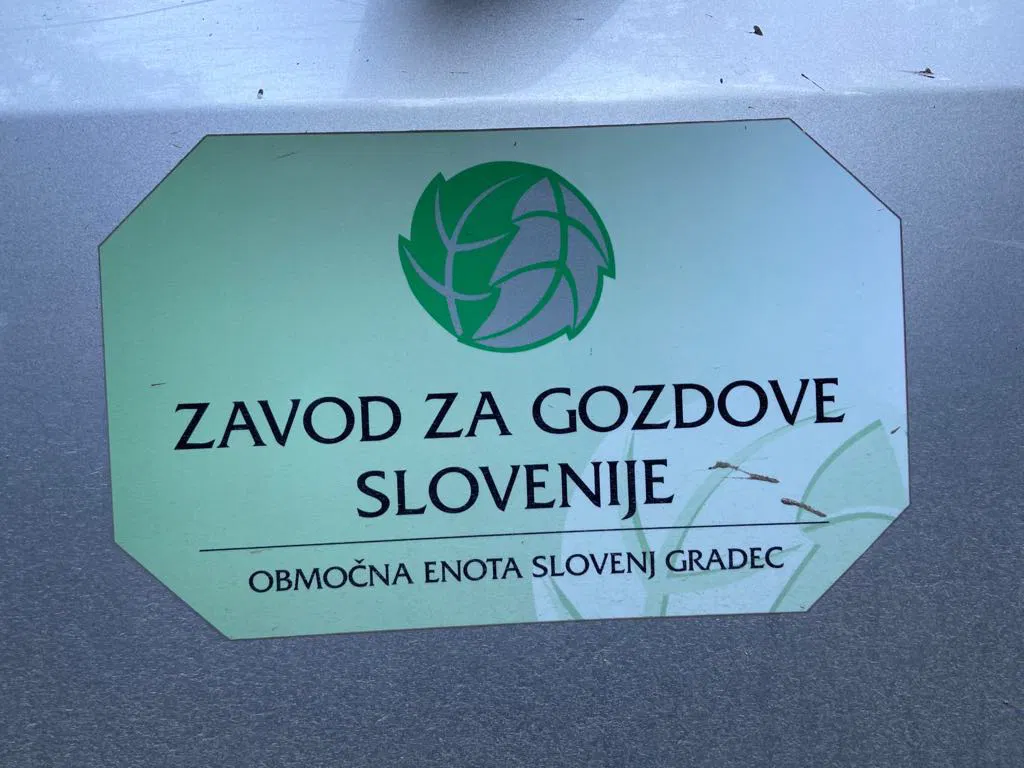 ZAVOD ZA GOZDOVE
SLOVENIJE
OBMOČNA ENOTA SLOVENJ GRADEC